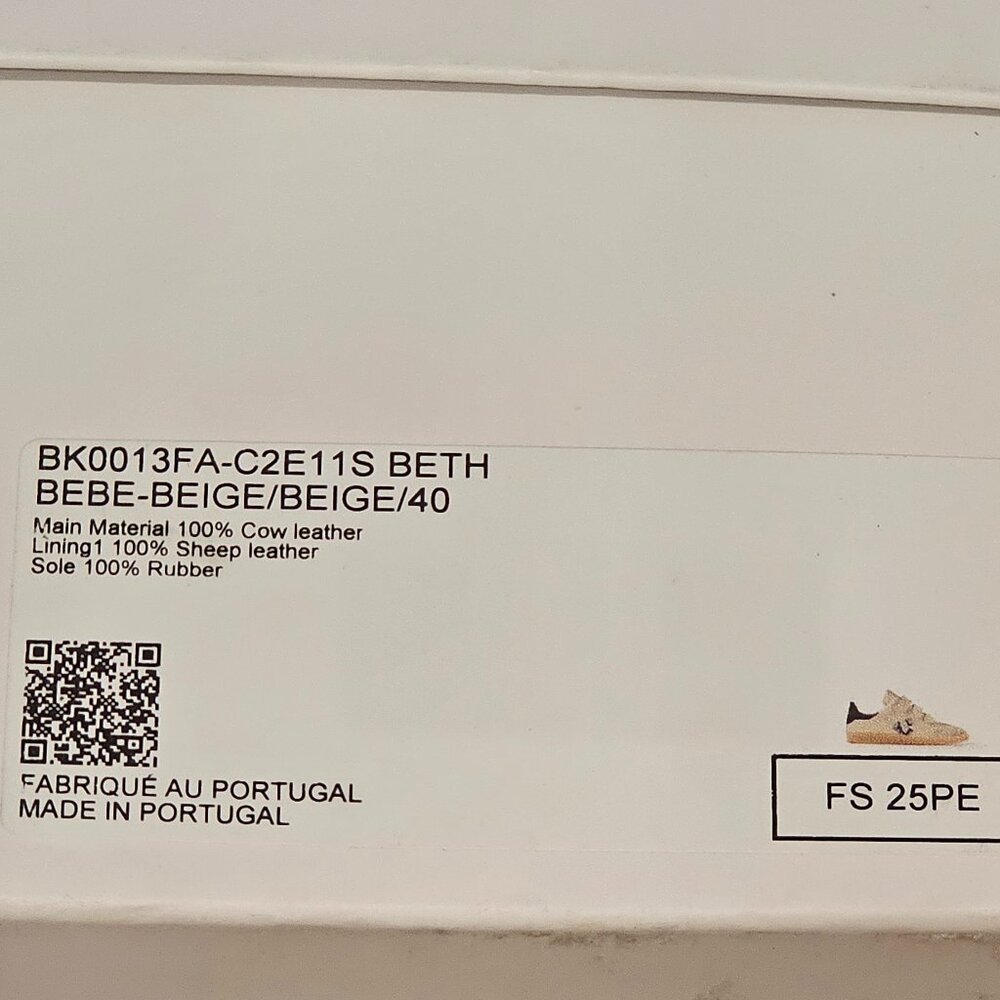 BK0013FA-C2E11S BETH
BEBE-BEIGE/BEIGE/40
Main Material 100% Cow leather
Lining1 100% Sheep leather
Sole 100% Rubber
FABRIQUÉ AU PORTUGAL
MADE IN PORTUGAL
FS 25PE